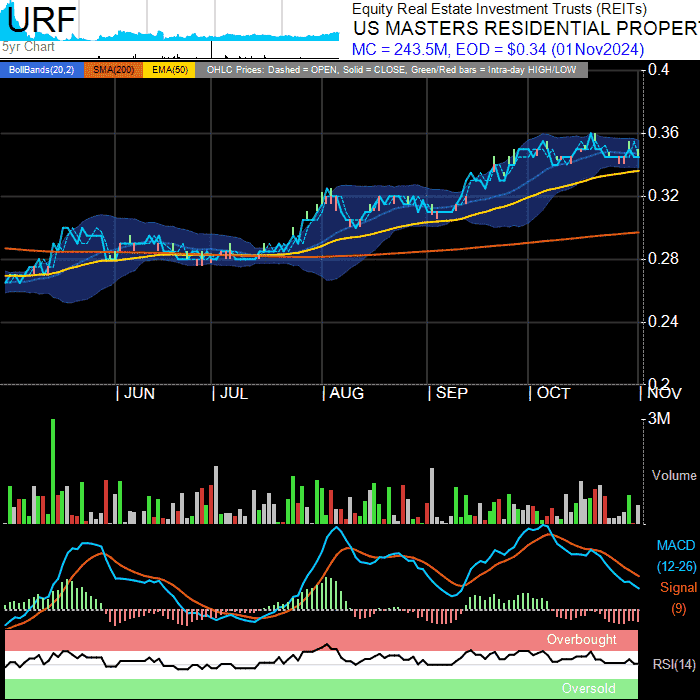 URF
5yr Chart
Equity Real Estate Investment Trusts (REITs)
US MASTERS RESIDENTIAL PROPER
MC = 243.5M, EOD = $0.34 (01Nov2024)
BollBands(20,2) SMA(200) EMA(50) OHLC Prices: Dashed = OPEN, Solid = CLOSE, Green/Red bars = Intra-day HIGH/LOW
0.4
0.36
0.32
0.28
0.24
0.2
JUN JUL AUG SEP OCT NOV
3M
Volume
MACD
(12-26)
Signal
(9)
Overbought
RSI(14)
Oversold